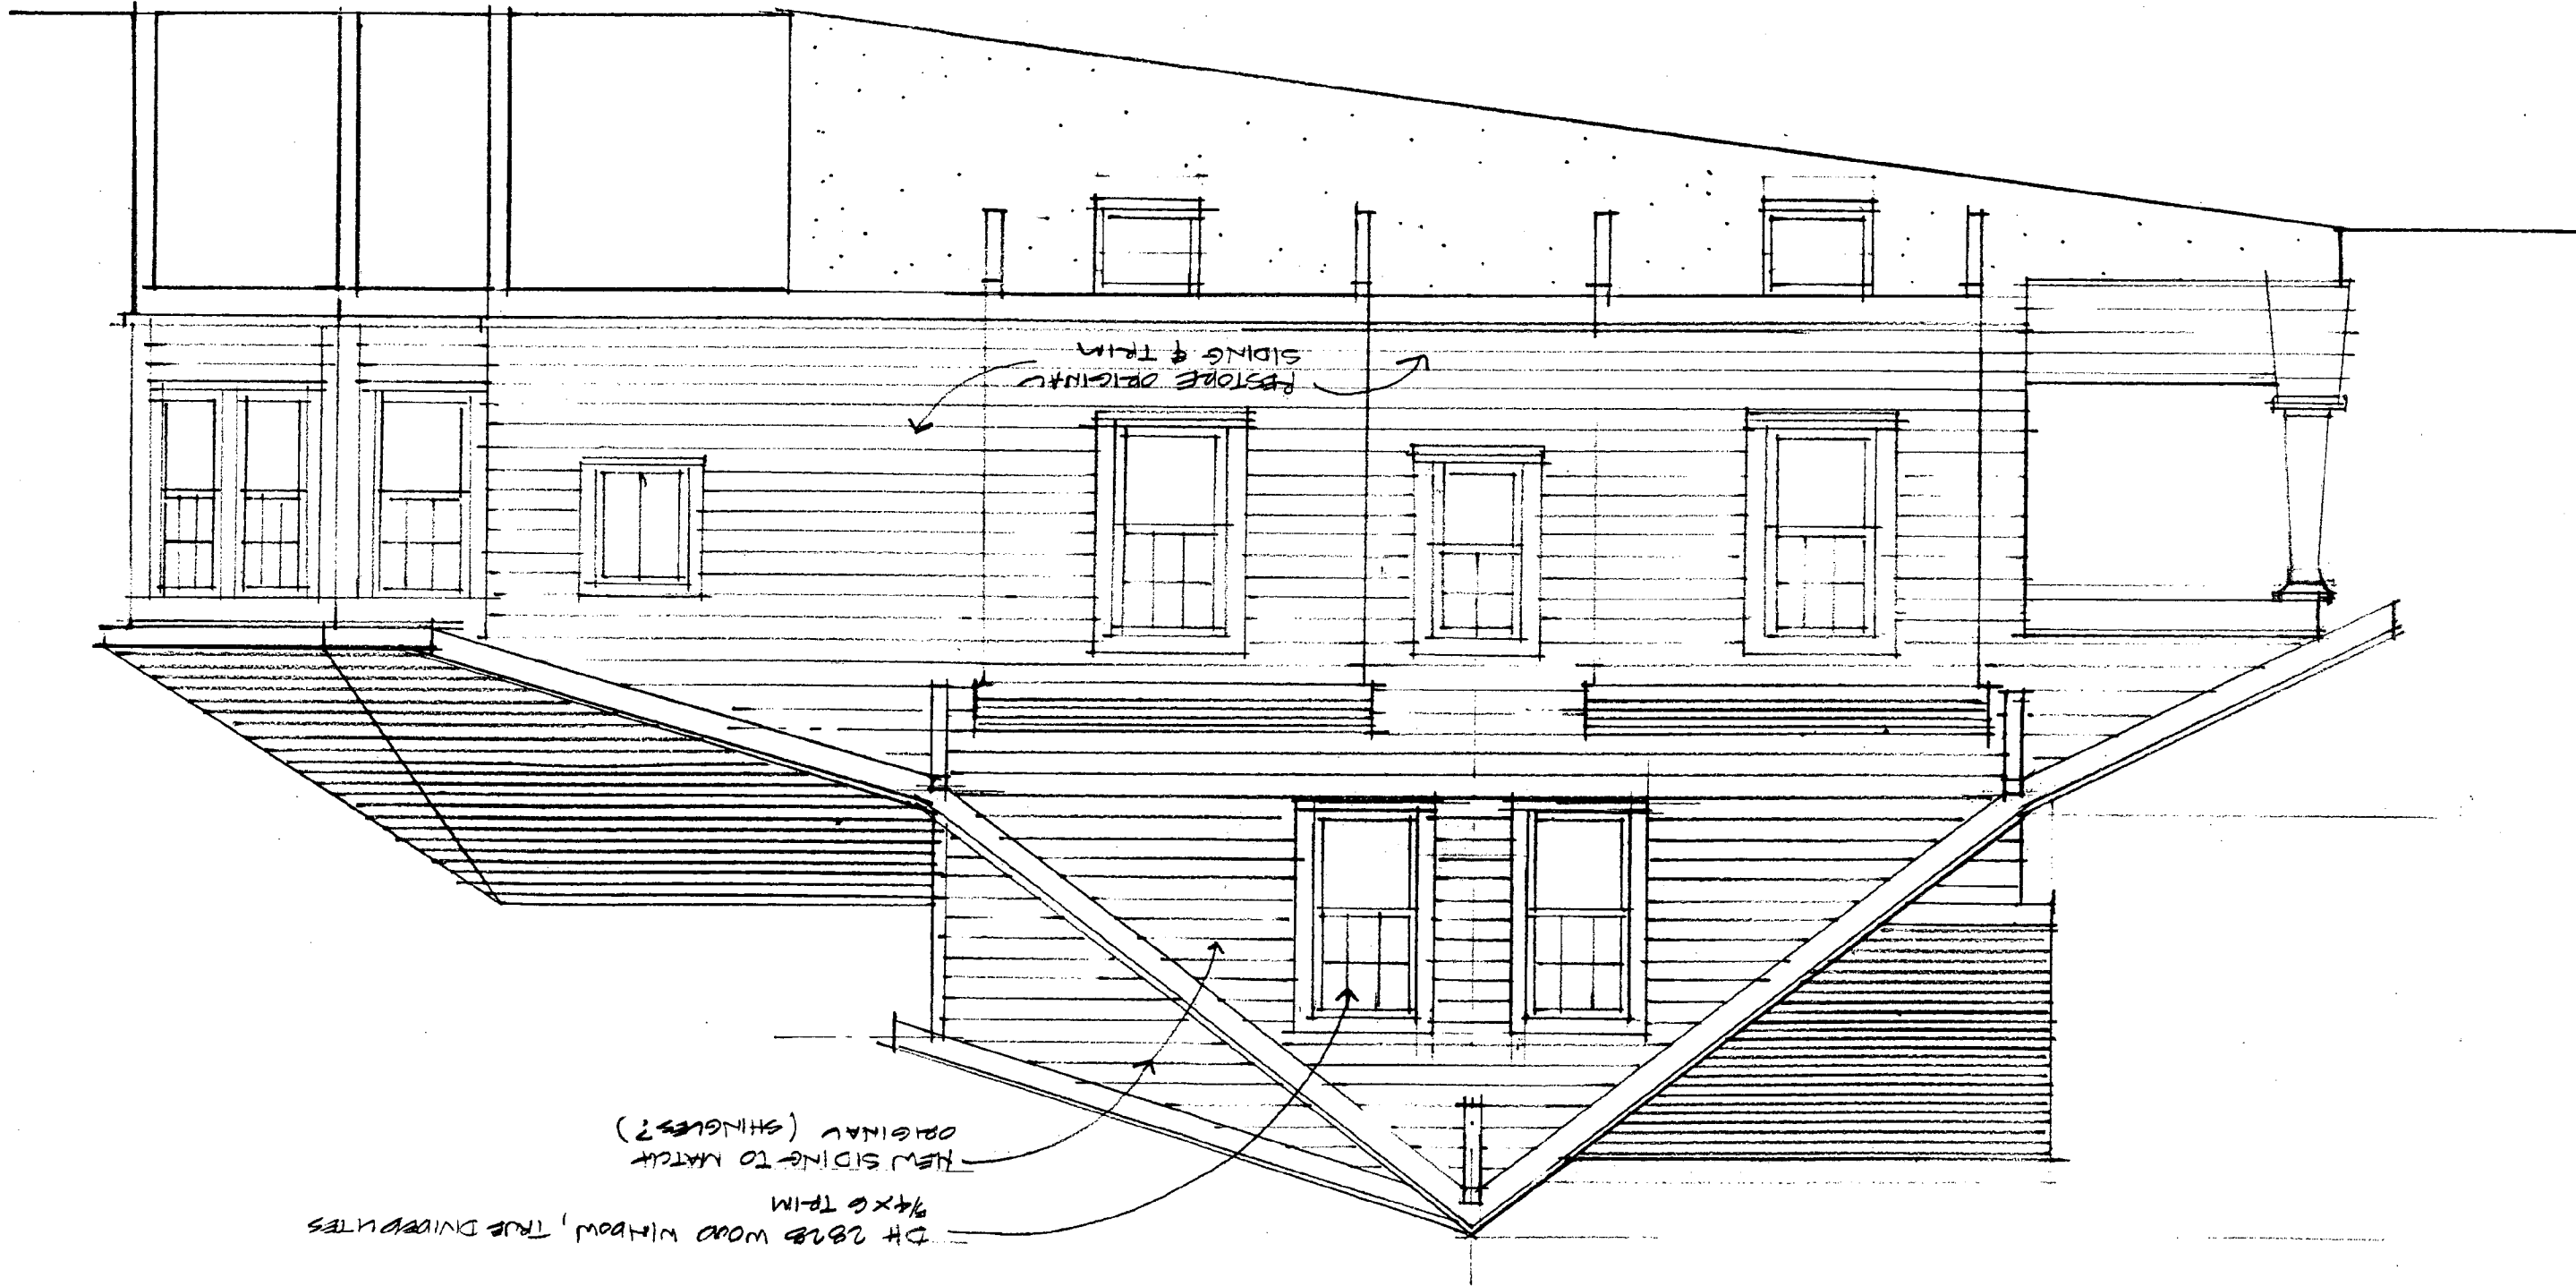 DH 2828 WOOD WINDOW, TRUE DIVIDED LITES
5/4X6 TRIM
NEW SIDING TO MATCH
ORIGINAL (SHINGLES?)
RESTORE ORIGINAL
SIDING & TRIM